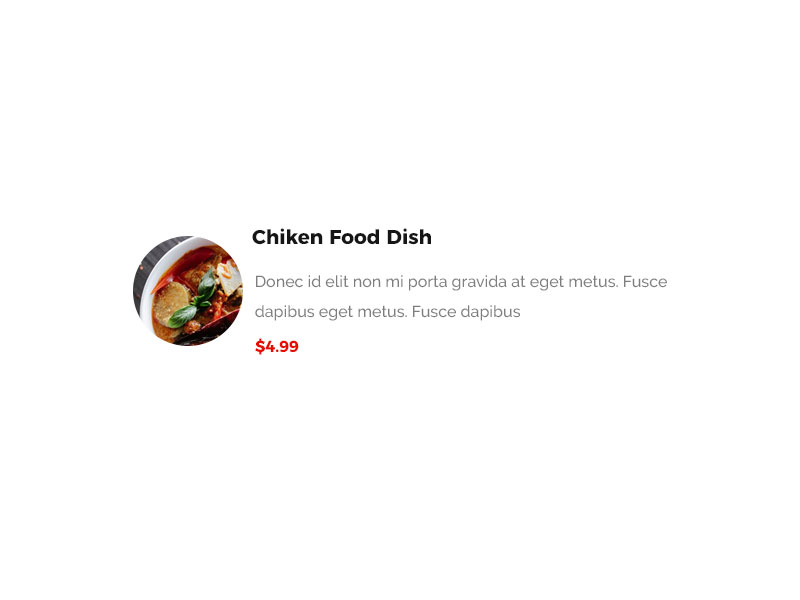 Chiken Food Dish
Donec id elit non mi porta gravida at eget metus. Fusce
dapibus eget metus. Fusce dapibus
$4.99